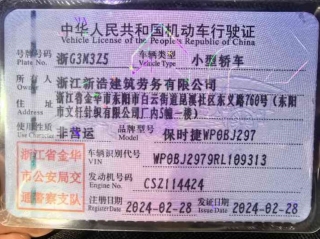 中华人民共和国机动车行驶证
Vehicle License of the People's Republic of China
号牌号码 浙G3M3Z5 车辆类型 小型轿车
Plate No. Vehicle Type
所有人 浙江新浩建筑劳务有限公司
Owner
住址 浙江省金华市东阳市白云街道昆溪社区东义路760号(东阳
市文仟纺织有限公司厂内5幢一楼)
Address
使用性质 非营运 品牌型号 保时捷WP0BJ297
Use Character Model
浙江省金华
市公安局交
通警察支队
车辆识别代号 WP0BJ2979RL109313
VIN
发动机号码 CS2114424
Engine No.
注册日期 2024-02-28 发证日期 2024-02-28
Register Date Issue Date